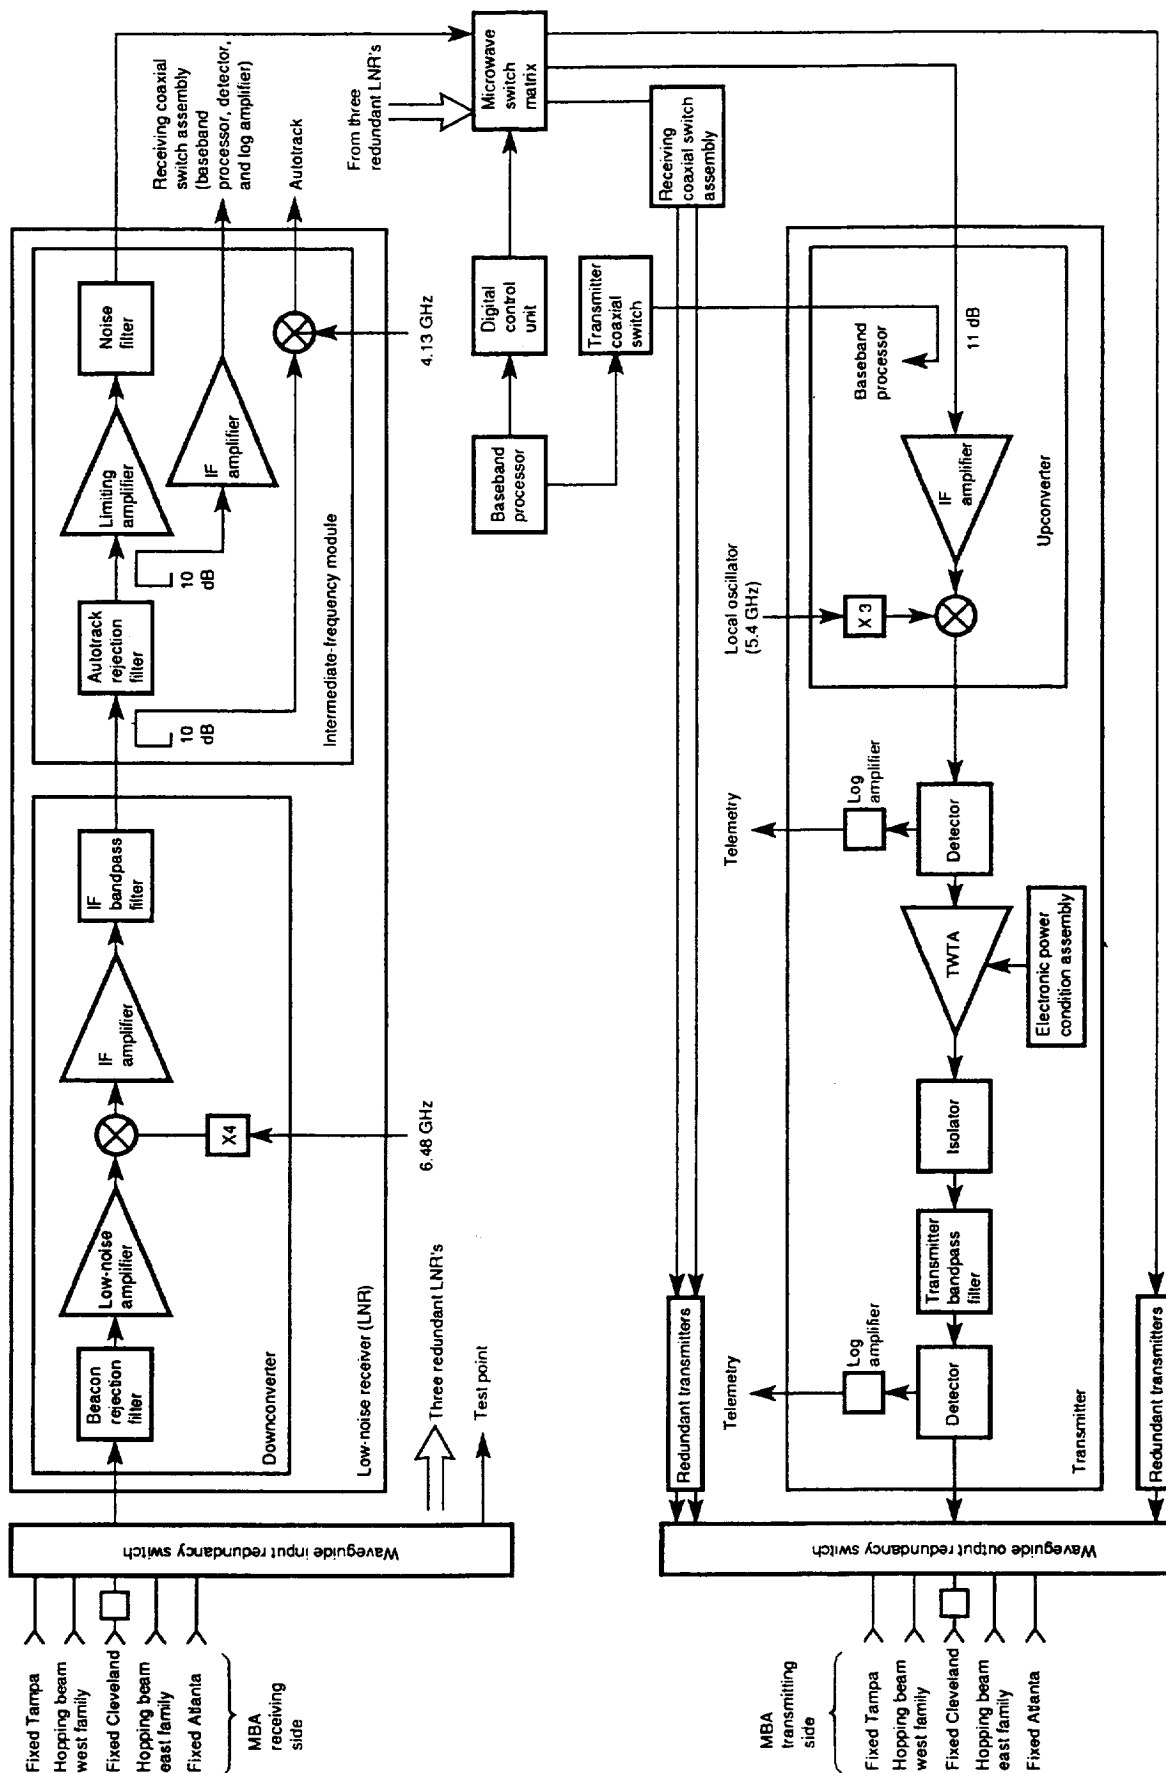 Fixed Tampa
Hopping beam
west family
Fixed Cleveland
Hopping beam
east family
Fixed Atlanta
MBA
receiving
side
Waveguide input redundancy switch
Beacon
rejection
filter
Low-noise
amplifier
X4
6.48 GHz
IF
amplifier
IF
bandpass
filter
Downconverter
Low-noise receiver (LNR)
Three redundant LNR's
Test point
10
dB
Autotrack
rejection
filter
10
dB
Limiting
amplifier
IF
amplifier
Noise
filter
4.13 GHz
Intermediate-frequency module
Receiving coaxial
switch assembly
(baseband
processor, detector,
and log amplifier)
Autotrack
From three
redundant LNR's
Microwave
switch
matrix
Baseband
processor
Digital
control
unit
Transmitter
coaxial
switch
Receiving
coaxial switch
assembly
MBA
transmitting
side
Fixed Tampa
Hopping beam
west family
Fixed Cleveland
Hopping beam
east family
Fixed Atlanta
Waveguide output redundancy switch
Redundant transmitters
Telemetry
Log
amplifier
Detector
Transmitter
bandpass
filter
Isolator
TWTA
Electronic power
condition assembly
Telemetry
Log
amplifier
Detector
Local oscillator
(5.4 GHz)
X 3
IF
amplifier
Baseband
processor
11 dB
Upconverter
Transmitter
Redundant transmitters